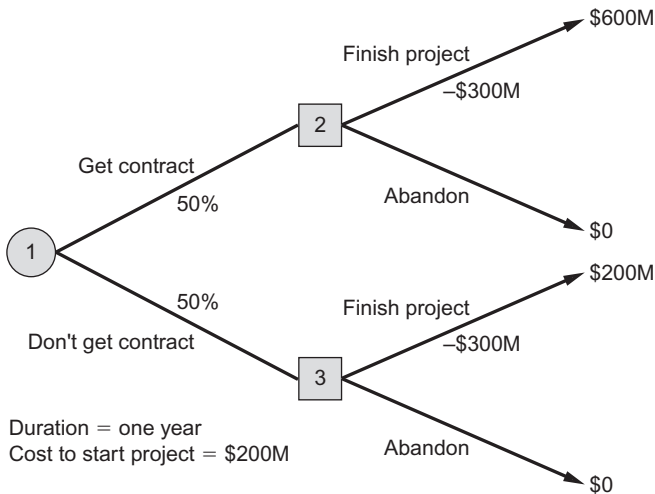 $600M
Finish project
–$300M
2
Get contract
Abandon
50%
$0
1
$200M
50%
Finish project
Don't get contract
–$300M
3
Duration = one year
Abandon
Cost to start project = $200M
$0